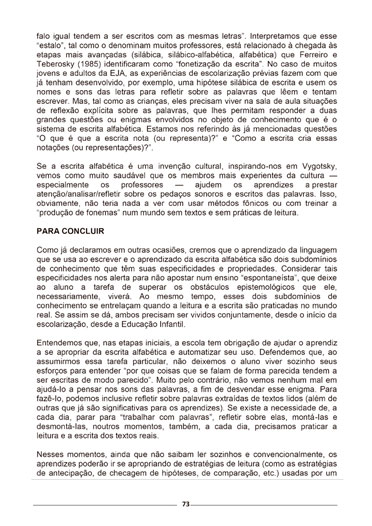 falo igual tendem a ser escritos com as mesmas letras". Interpretamos que esse
"estalo", tal como o denominam muitos professores, está relacionado à chegada às
etapas mais avançadas (silábica, silábico-alfabética, alfabética) que Ferreiro e
Teberosky (1985) identificaram como "fonetização da escrita". No caso de muitos
jovens e adultos da EJA, as experiências de escolarização prévias fazem com que
já tenham desenvolvido, por exemplo, uma hipótese silábica de escrita e usem os
nomes e sons das letras para refletir sobre as palavras que lêem e tentam
escrever. Mas, tal como as crianças, eles precisam viver na sala de aula situações
de reflexão explícita sobre as palavras, que lhes permitam responder a duas
grandes questões ou enigmas envolvidos no objeto de conhecimento que é o
sistema de escrita alfabética. Estamos nos referindo às já mencionadas questões
"O que é que a escrita nota (ou representa)?" e "Como a escrita cria essas
notações (ou representações)?".
Se a escrita alfabética é uma invenção cultural, inspirando-nos em Vygotsky,
vemos como muito saudável que os membros mais experientes da cultura —
especialmente os professores — ajudem os aprendizes a prestar
atenção/analisar/refletir sobre os pedaços sonoros e escritos das palavras. Isso,
obviamente, não teria nada a ver com usar métodos fônicos ou com treinar a
"produção de fonemas" num mundo sem textos e sem práticas de leitura.
PARA CONCLUIR
Como já declaramos em outras ocasiões, cremos que o aprendizado da linguagem
que se usa ao escrever e o aprendizado da escrita alfabética são dois subdomínios
de conhecimento que têm suas especificidades e propriedades. Considerar tais
especificidades nos alerta para não apostar num ensino "espontaneísta", que deixe
ao aluno a tarefa de superar os obstáculos epistemológicos que ele,
necessariamente, viverá. Ao mesmo tempo, esses dois subdomínios de
conhecimento se entrelaçam quando a leitura e a escrita são praticadas no mundo
real. Se assim se dá, ambos precisam ser vividos conjuntamente, desde o início da
escolarização, desde a Educação Infantil.
Entendemos que, nas etapas iniciais, a escola tem obrigação de ajudar o aprendiz
a se apropriar da escrita alfabética e automatizar seu uso. Defendemos que, ao
assumirmos essa tarefa particular, não deixemos o aluno viver sozinho seus
esforços para entender "por que coisas que se falam de forma parecida tendem a
ser escritas de modo parecido". Muito pelo contrário, não vemos nenhum mal em
ajudá-lo a pensar nos sons das palavras, a fim de desvendar esse enigma. Para
fazê-lo, podemos inclusive refletir sobre palavras extraídas de textos lidos (além de
outras que já são significativas para os aprendizes). Se existe a necessidade de, a
cada dia, parar para "trabalhar com palavras", refletir sobre elas, montá-las e
desmontá-las, noutros momentos, também, a cada dia, precisamos praticar a
leitura e a escrita dos textos reais.
Nesses momentos, ainda que não saibam ler sozinhos e convencionalmente, os
aprendizes poderão ir se apropriando de estratégias de leitura (como as estratégias
de antecipação, de checagem de hipóteses, de comparação, etc.) usadas por um
73